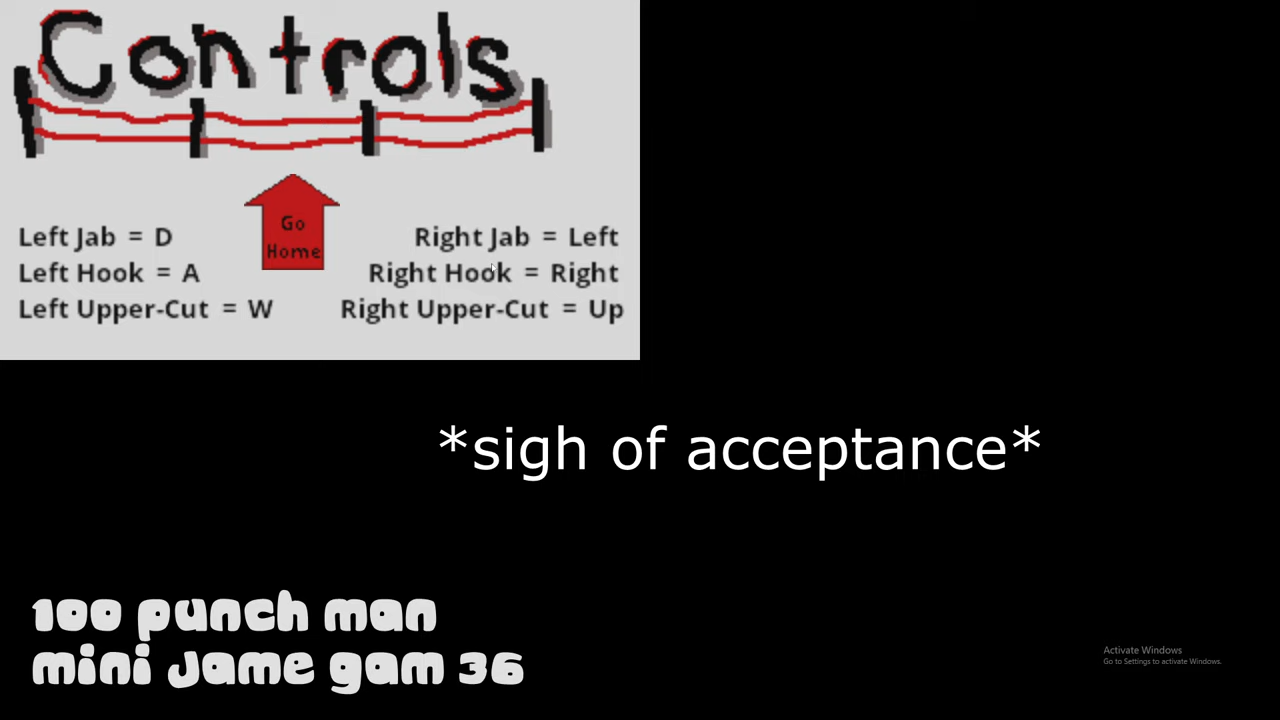 Controls
Go
Home
Left Jab = D
Left Hook = A
Left Upper-Cut = W
Right Jab = Left
Right Hook = Right
Right Upper-Cut = Up
*sigh of acceptance*
100 punch man
mini Jame gam 36
Activate Windows
Go to Settings to activate Windows.